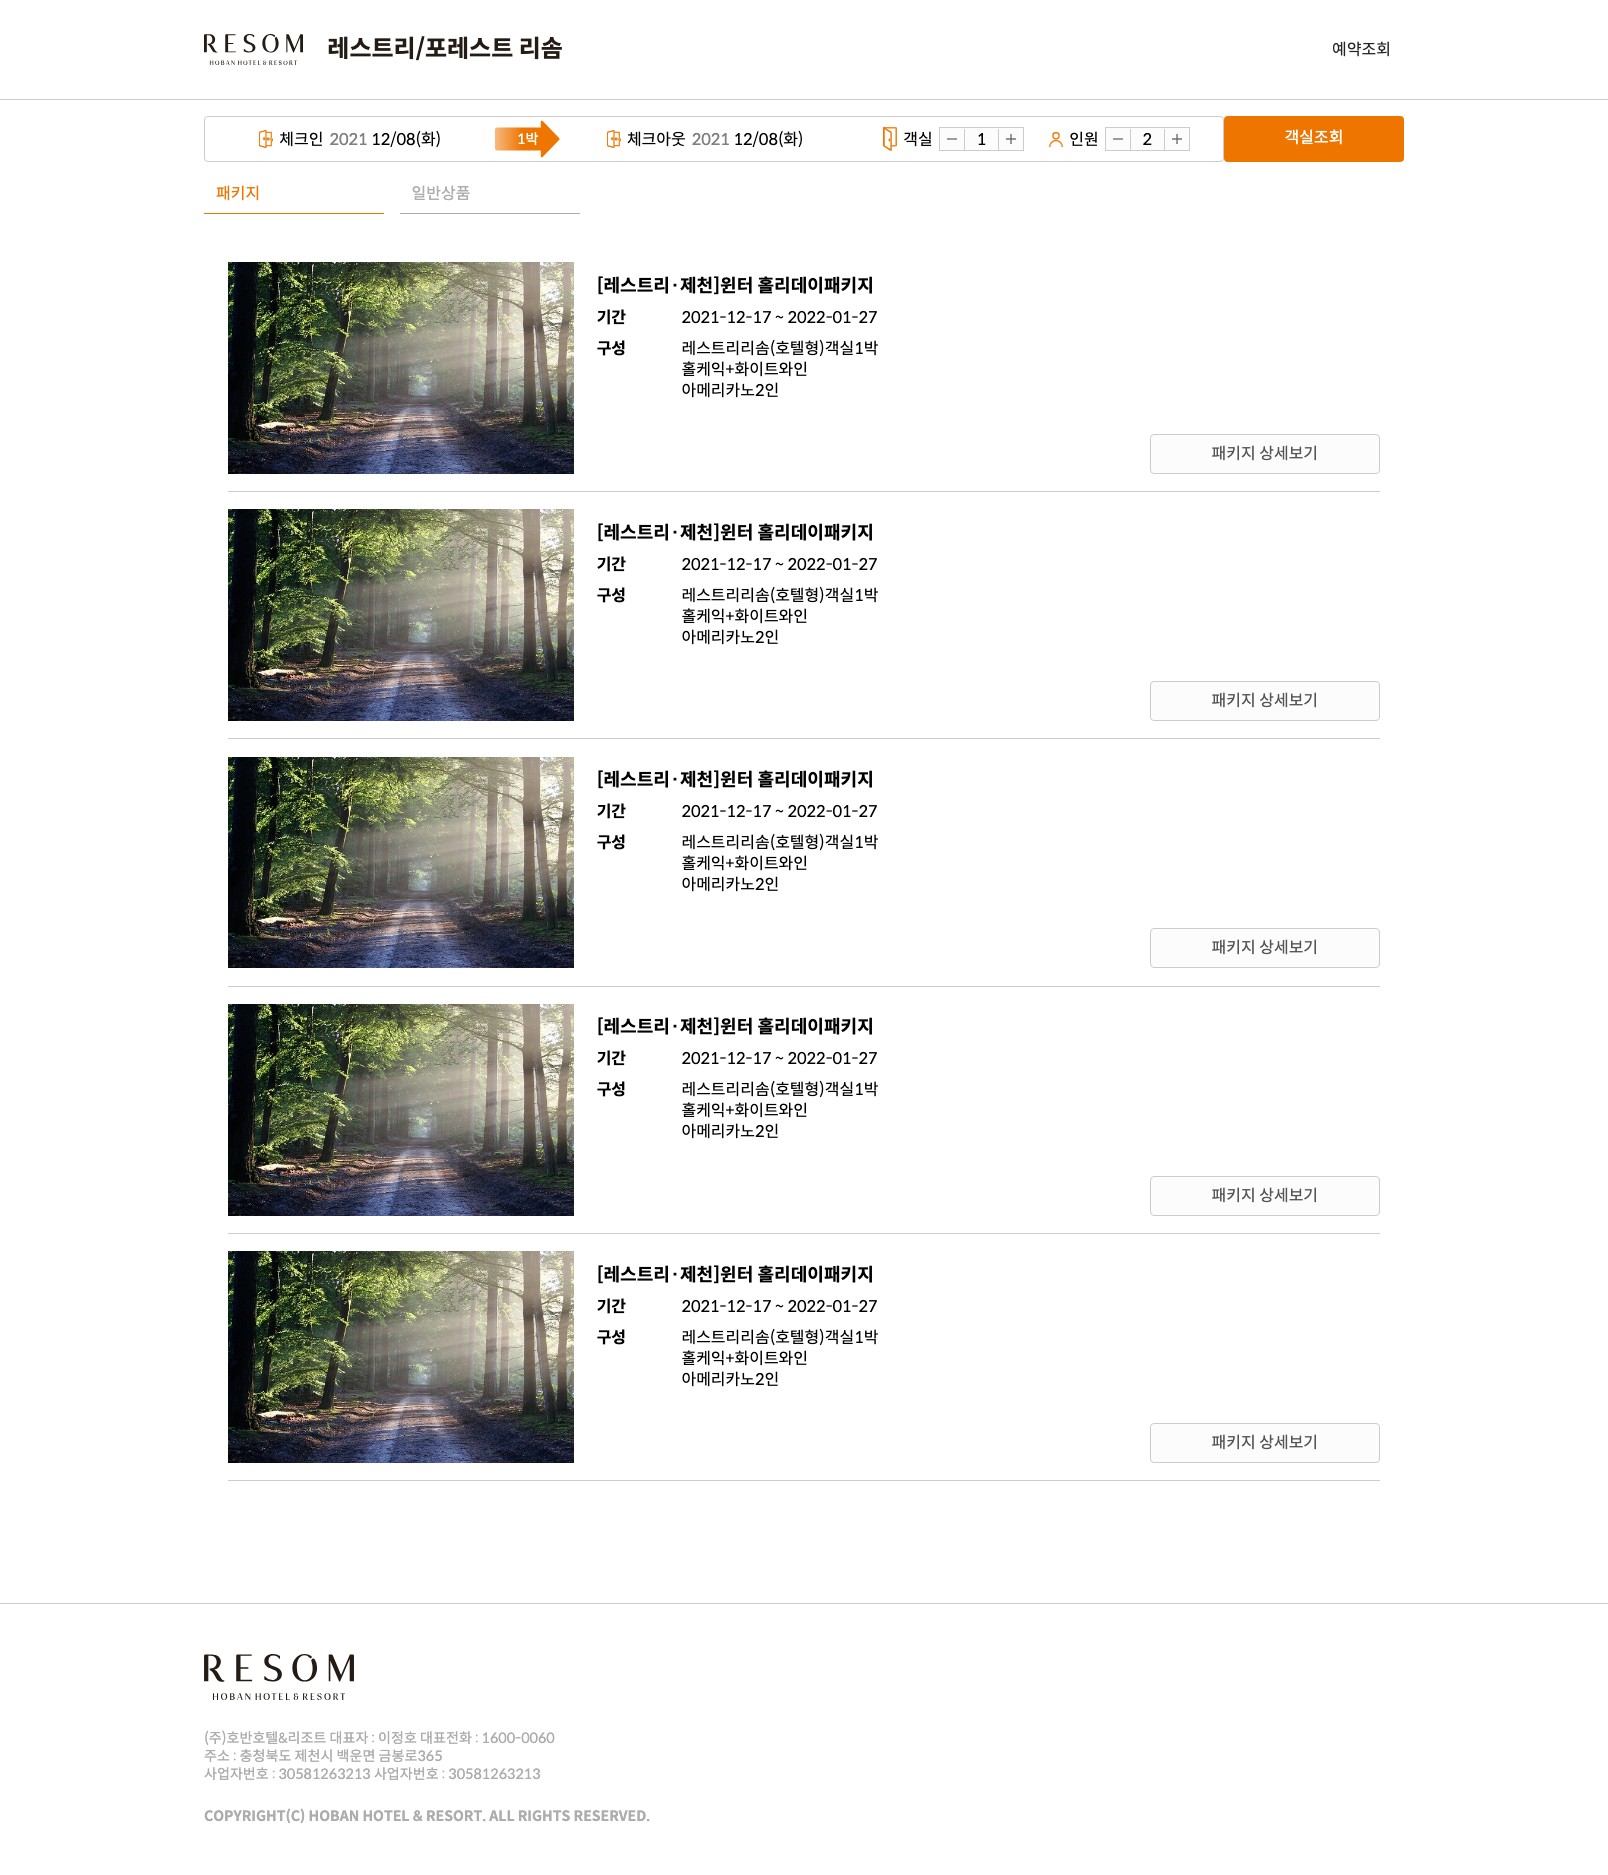 RESOM
HOBAN HOTEL & RESORT
레스트리/포레스트 리솜
예약조회
체크인 2021 12/08(화)
1박
체크아웃 2021 12/08(화)
객실 − 1 +
인원 − 2 +
객실조회
패키지
일반상품
[레스트리·제천]윈터 홀리데이패키지
기간 2021-12-17 ~ 2022-01-27
구성 레스트리리솜(호텔형)객실1박
홀케익+화이트와인
아메리카노2인
패키지 상세보기
[레스트리·제천]윈터 홀리데이패키지
기간 2021-12-17 ~ 2022-01-27
구성 레스트리리솜(호텔형)객실1박
홀케익+화이트와인
아메리카노2인
패키지 상세보기
[레스트리·제천]윈터 홀리데이패키지
기간 2021-12-17 ~ 2022-01-27
구성 레스트리리솜(호텔형)객실1박
홀케익+화이트와인
아메리카노2인
패키지 상세보기
[레스트리·제천]윈터 홀리데이패키지
기간 2021-12-17 ~ 2022-01-27
구성 레스트리리솜(호텔형)객실1박
홀케익+화이트와인
아메리카노2인
패키지 상세보기
[레스트리·제천]윈터 홀리데이패키지
기간 2021-12-17 ~ 2022-01-27
구성 레스트리리솜(호텔형)객실1박
홀케익+화이트와인
아메리카노2인
패키지 상세보기
RESOM
HOBAN HOTEL & RESORT
(주)호반호텔&리조트 대표자 : 이정호 대표전화 : 1600-0060
주소 : 충청북도 제천시 백운면 금봉로365
사업자번호 : 30581263213 사업자번호 : 30581263213
COPYRIGHT(C) HOBAN HOTEL & RESORT. ALL RIGHTS RESERVED.